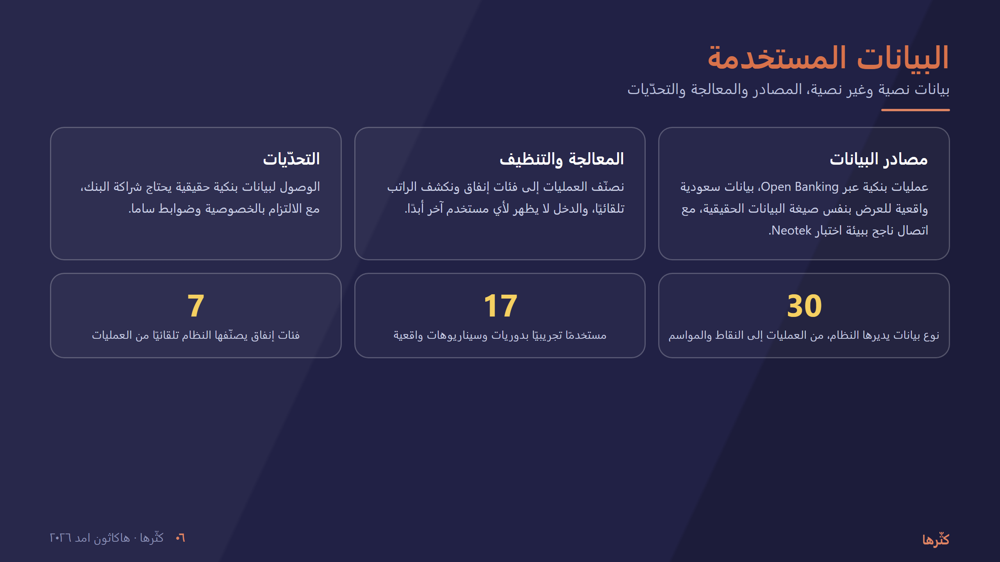 البيانات المستخدمة
بيانات نصية وغير نصية، المصادر والمعالجة والتحدّيات
مصادر البيانات
عمليات بنكية عبر Open Banking، بيانات سعودية
واقعية للعرض بنفس صيغة البيانات الحقيقية، مع
اتصال ناجح ببيئة اختبار Neotek.
المعالجة والتنظيف
نصنّف العمليات إلى فئات إنفاق ونكشف الراتب
تلقائيًا، والدخل لا يظهر لأي مستخدم آخر أبدًا.
التحدّيات
الوصول لبيانات بنكية حقيقية يحتاج شراكة البنك،
مع الالتزام بالخصوصية وضوابط ساما.
30
نوع بيانات يديرها النظام، من العمليات إلى النقاط والمواسم
17
مستخدمًا تجريبيًا بدوريات وسيناريوهات واقعية
7
فئات إنفاق يصنّفها النظام تلقائيًا من العمليات
كثّرها
٠٦ كثّرها · هاكاثون امد ٢٠٢٦